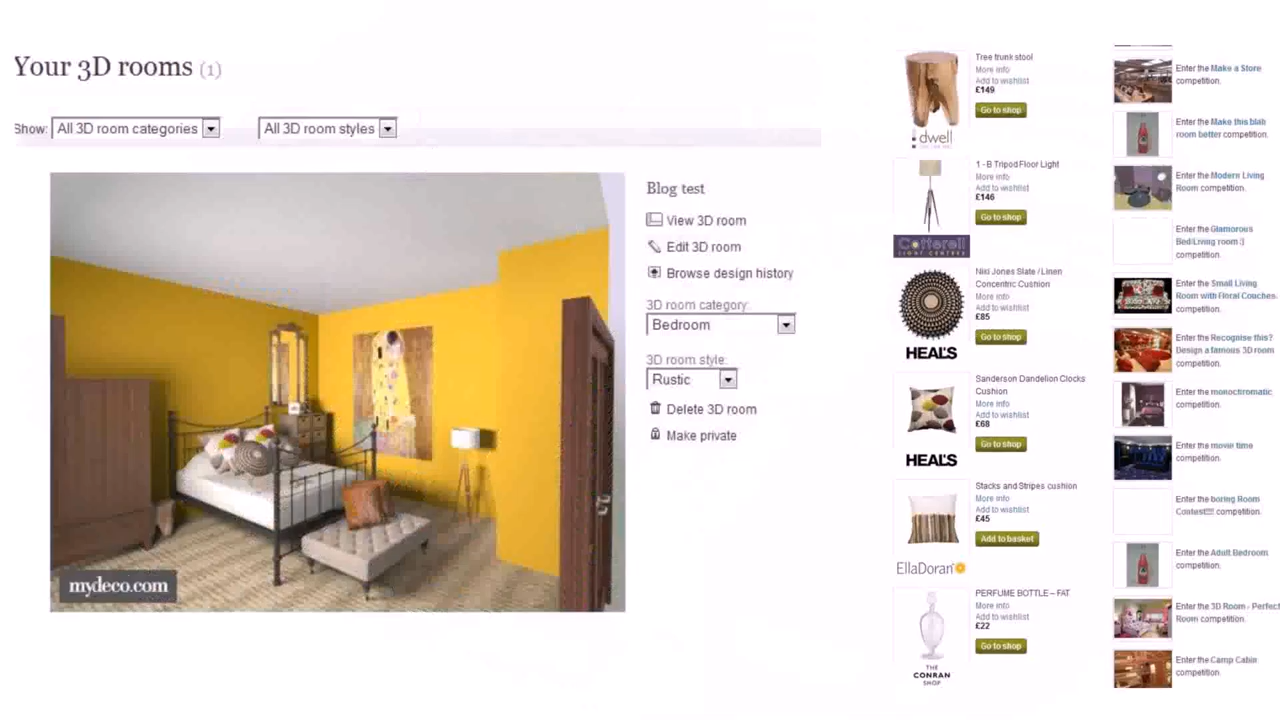 Your 3D rooms (1)
Show: All 3D room categories All 3D room styles
mydeco.com
Blog test
View 3D room
Edit 3D room
Browse design history
3D room category:
Bedroom
3D room style:
Rustic
Delete 3D room
Make private
Tree trunk stool
More info
Add to wishlist
£149
Go to shop
dwell
1 - B Tripod Floor Light
More info
Add to wishlist
£146
Go to shop
Cotterell
LIGHT CENTRES
Niki Jones Slate / Linen
Concentric Cushion
More info
Add to wishlist
£85
Go to shop
HEAL'S
Sanderson Dandelion Clocks
Cushion
More info
Add to wishlist
£68
Go to shop
HEAL'S
Stacks and Stripes cushion
More info
Add to wishlist
£45
Add to basket
EllaDoran
PERFUME BOTTLE – FAT
More info
Add to wishlist
£22
Go to shop
THE
CONRAN
SHOP
Enter the Make a Store
competition.
Enter the Make this blah
room better competition.
Enter the Modern Living
Room competition.
Enter the Glamorous
Bed/Living room :)
competition.
Enter the Small Living
Room with Floral Couches.
competition.
Enter the Recognise this?
Design a famous 3D room
competition.
Enter the monochromatic
competition.
Enter the movie time
competition.
Enter the boring Room
Contest!!!! competition.
Enter the Adult Bedroom
competition.
Enter the 3D Room - Perfect
Room competition.
Enter the Camp Cabin
competition.